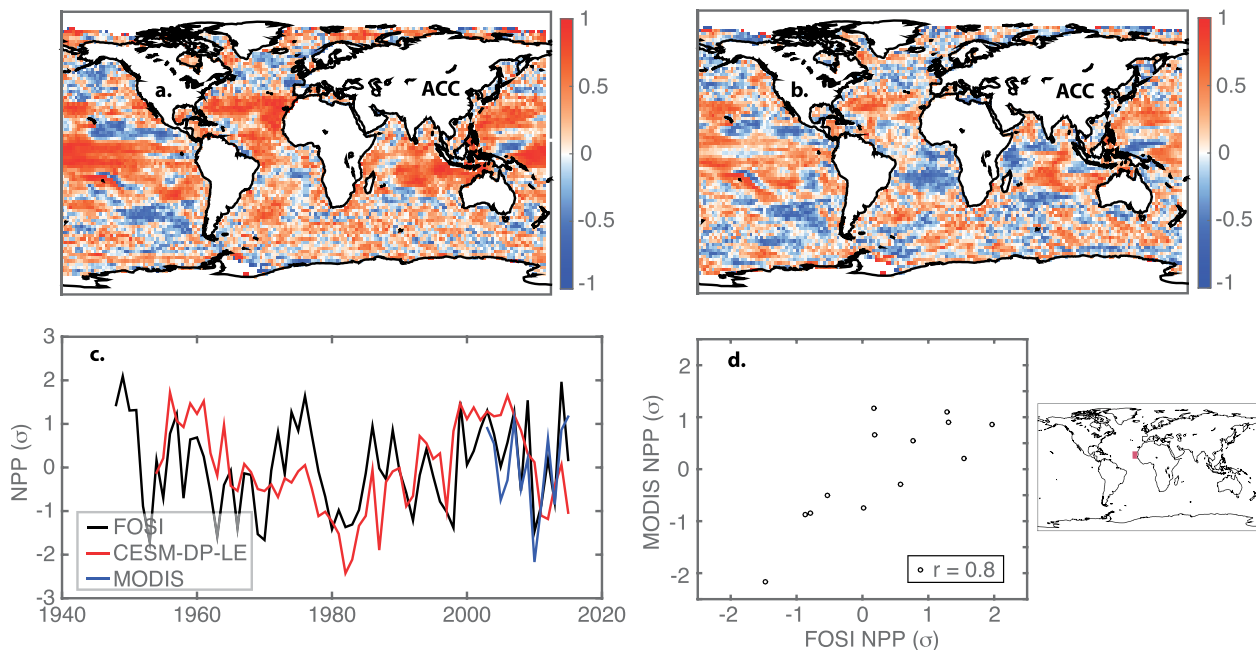 a.
ACC
1
0.5
0
-0.5
-1
b.
ACC
1
0.5
0
-0.5
-1
c.
NPP (σ)
3
2
1
0
-1
-2
-3
FOSI
CESM-DP-LE
MODIS
1940 1960 1980 2000 2020
d.
MODIS NPP (σ)
2
1
0
-1
-2
r = 0.8
-2 -1 0 1 2
FOSI NPP (σ)